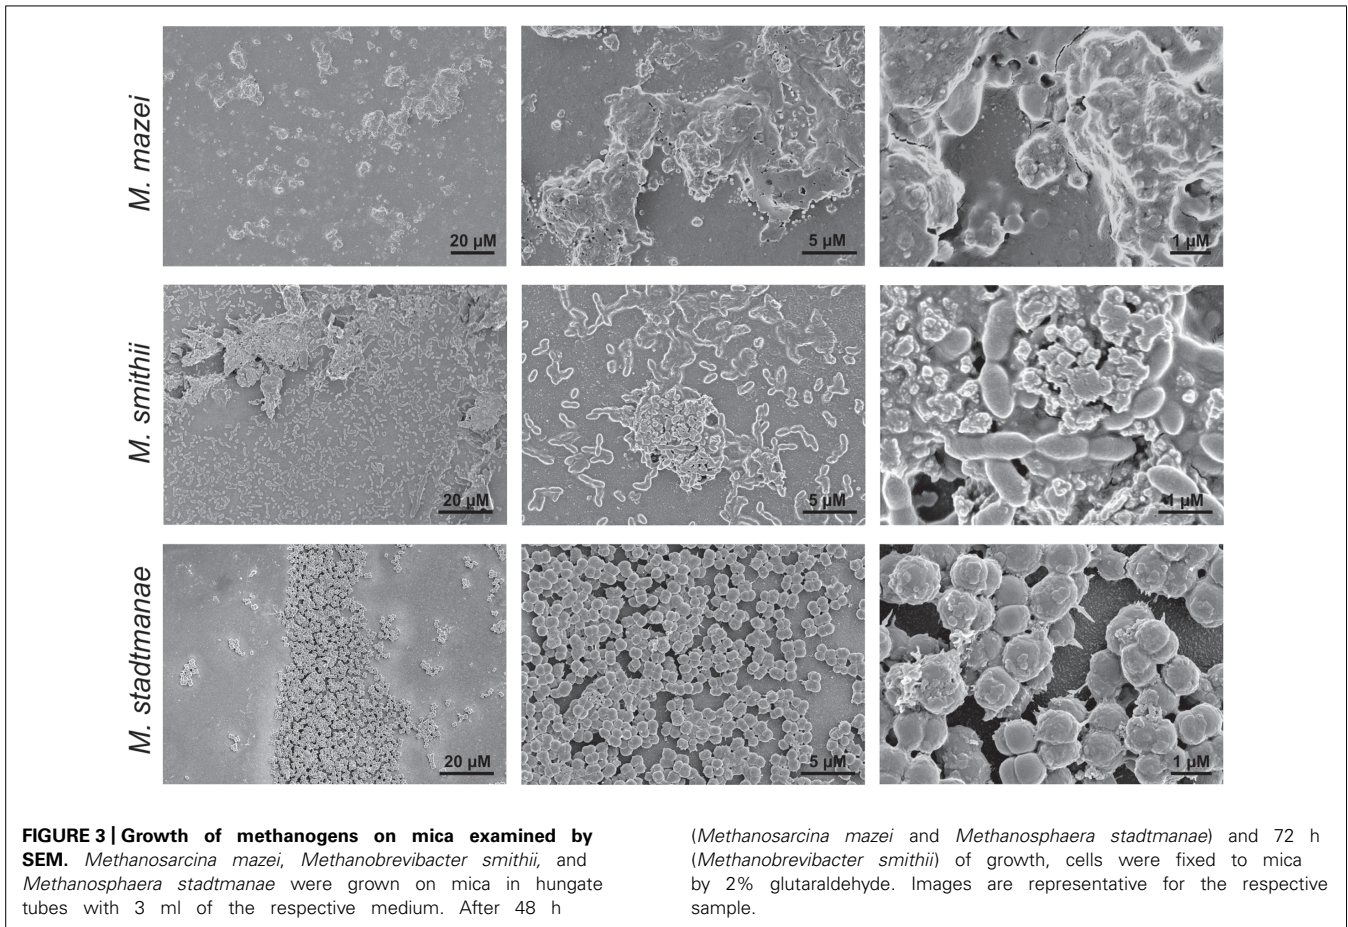 M. mazei
20 µM
5 µM
1 µM
M. smithii
20 µM
5 µM
1 µM
M. stadtmanae
20 µM
5 µM
1 µM
FIGURE 3 | Growth of methanogens on mica examined by
SEM. Methanosarcina mazei, Methanobrevibacter smithii, and
Methanosphaera stadtmanae were grown on mica in hungate
tubes with 3 ml of the respective medium. After 48 h
(Methanosarcina mazei and Methanosphaera stadtmanae) and 72 h
(Methanobrevibacter smithii) of growth, cells were fixed to mica
by 2% glutaraldehyde. Images are representative for the respective
sample.